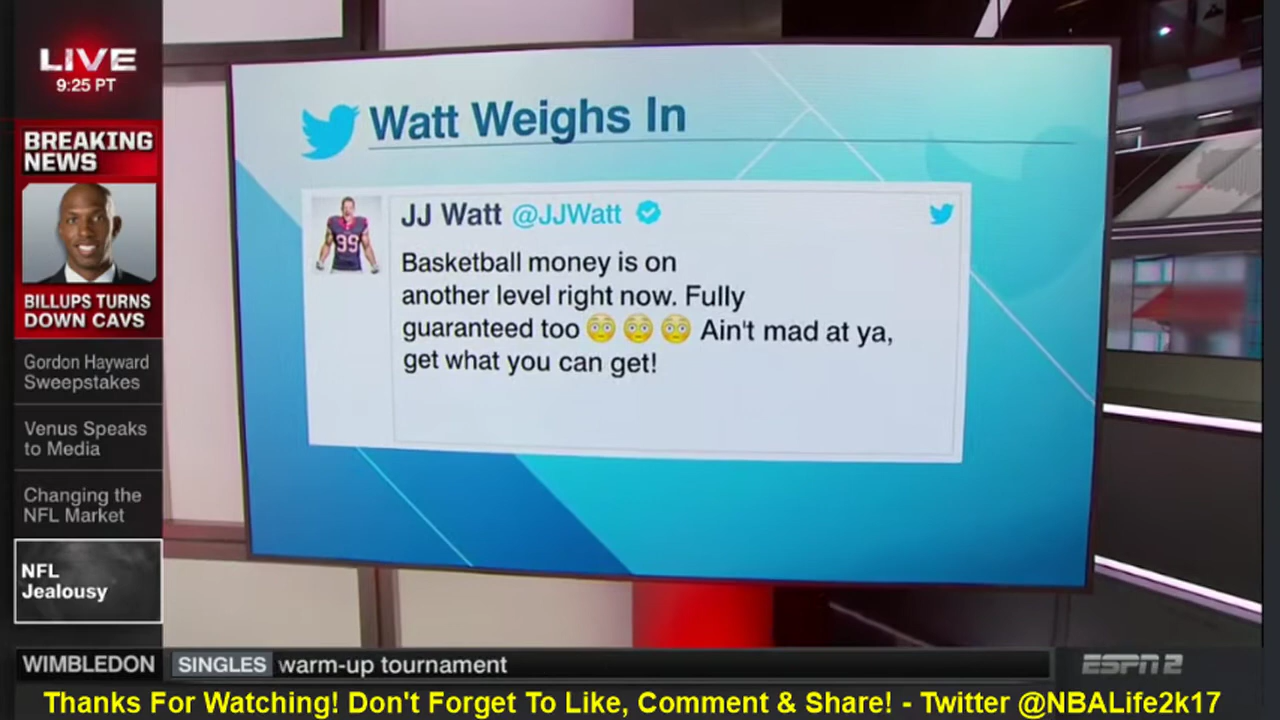 LIVE
9:25 PT
BREAKING
NEWS
BILLUPS TURNS
DOWN CAVS
Gordon Hayward
Sweepstakes
Venus Speaks
to Media
Changing the
NFL Market
NFL
Jealousy
Watt Weighs In
JJ Watt @JJWatt
99
Basketball money is on
another level right now. Fully
guaranteed too 😳 😳 😳 Ain't mad at ya,
get what you can get!
WIMBLEDON SINGLES warm-up tournament
ESPN 2
Thanks For Watching! Don't Forget To Like, Comment & Share! - Twitter @NBALife2k17